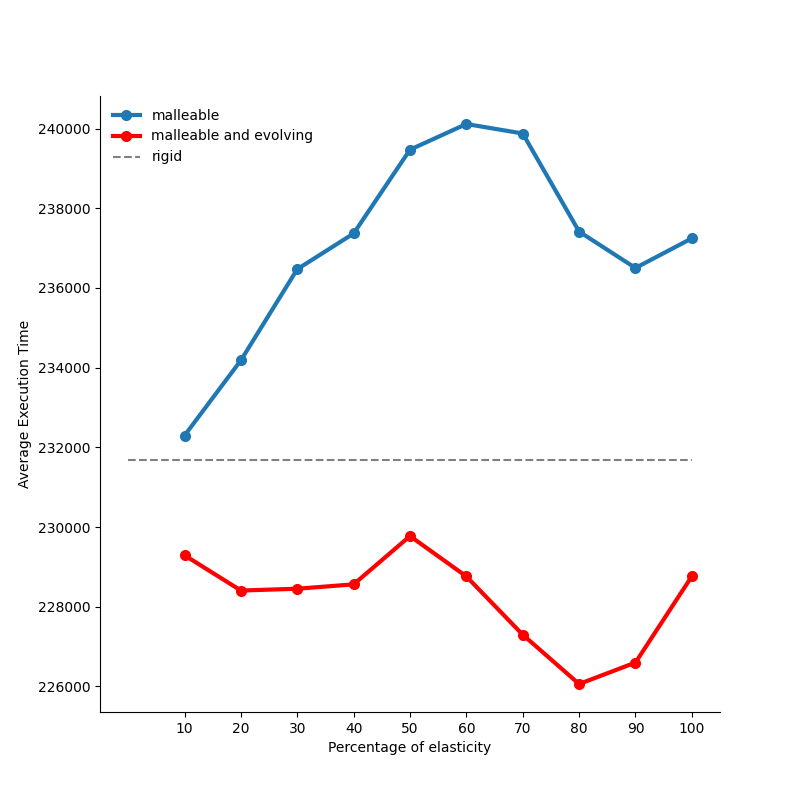 malleable
malleable and evolving
rigid
240000
238000
236000
234000
232000
230000
228000
226000
Average Execution Time
10 20 30 40 50 60 70 80 90 100
Percentage of elasticity